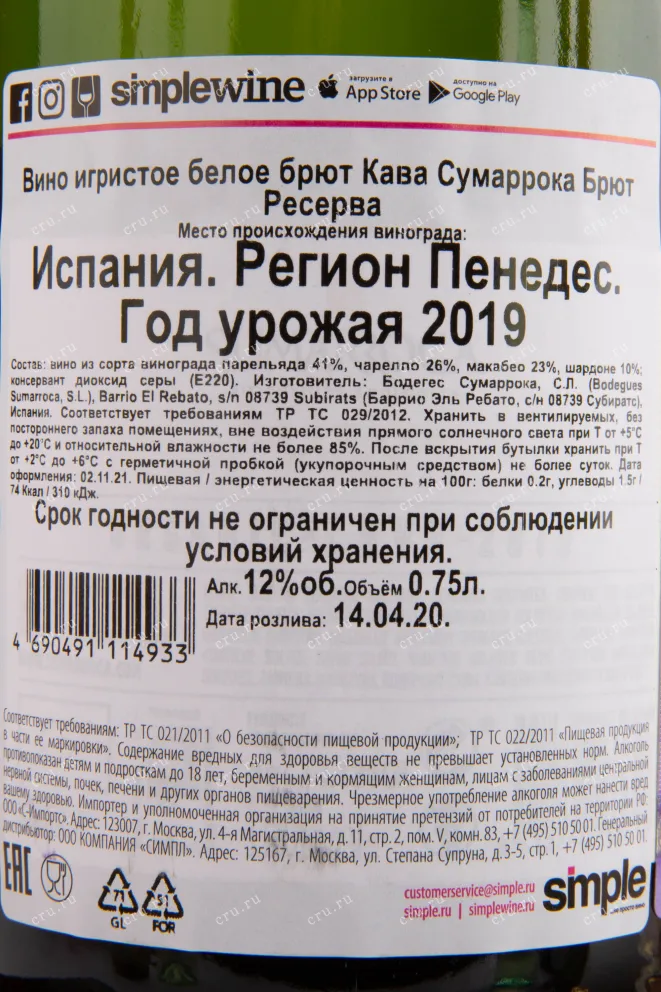 simplewine загрузите в App Store доступно на Google Play
Вино игристое белое брют Кава Сумаррока Брют
Ресерва
Место происхождения винограда:
Испания. Регион Пенедес.
Год урожая 2019
Состав: вино из сорта винограда парельяда 41%, чарелло 26%, макабео 23%, шардоне 10%;
консервант диоксид серы (Е220). Изготовитель: Бодегес Сумаррока, С.Л. (Bodegues
Sumarroca, S.L.), Barrio El Rebato, s/n 08739 Subirats (Баррио Эль Ребато, с/н 08739 Субиратс),
Испания. Соответствует требованиям ТР ТС 029/2012. Хранить в вентилируемых, без
постороннего запаха помещениях, вне воздействия прямого солнечного света при Т от +5°С
до +20°С и относительной влажности не более 85%. После вскрытия бутылки хранить при Т
от +2°С до +6°С с герметичной пробкой (укупорочным средством) не более суток. Дата
оформления: 02.11.21. Пищевая / энергетическая ценность на 100г: белки 0.2г, углеводы 1.5г /
74 Ккал / 310 кДж.
Срок годности не ограничен при соблюдении
условий хранения.
Алк. 12%об. Объём 0.75л.
Дата розлива: 14.04.20.
4 690491 114933
Соответствует требованиям: ТР ТС 021/2011 «О безопасности пищевой продукции»; ТР ТС 022/2011 «Пищевая продукция
в части ее маркировки». Содержание вредных для здоровья веществ не превышает установленных норм. Алкоголь
противопоказан детям и подросткам до 18 лет, беременным и кормящим женщинам, лицам с заболеваниями центральной
нервной системы, почек, печени и других органов пищеварения. Чрезмерное употребление алкоголя может нанести вред
вашему здоровью. Импортер и уполномоченная организация на принятие претензий от потребителей на территории РФ:
ООО «С-Импортс». Адрес: 123007, г. Москва, ул. 4-я Магистральная, д. 11, стр. 2, пом. V, комн. 83, +7 (495) 510 50 01. Генеральный
дистрибьютор: ООО КОМПАНИЯ «СИМПЛ». Адрес: 125167, г. Москва, ул. Степана Супруна, д. 3-5, стр. 1, +7 (495) 510 50 01.
EAC
71
GL
51
FOR
customerservice@simple.ru
simple.ru | simplewine.ru
simple
...не просто вино
cru.ru